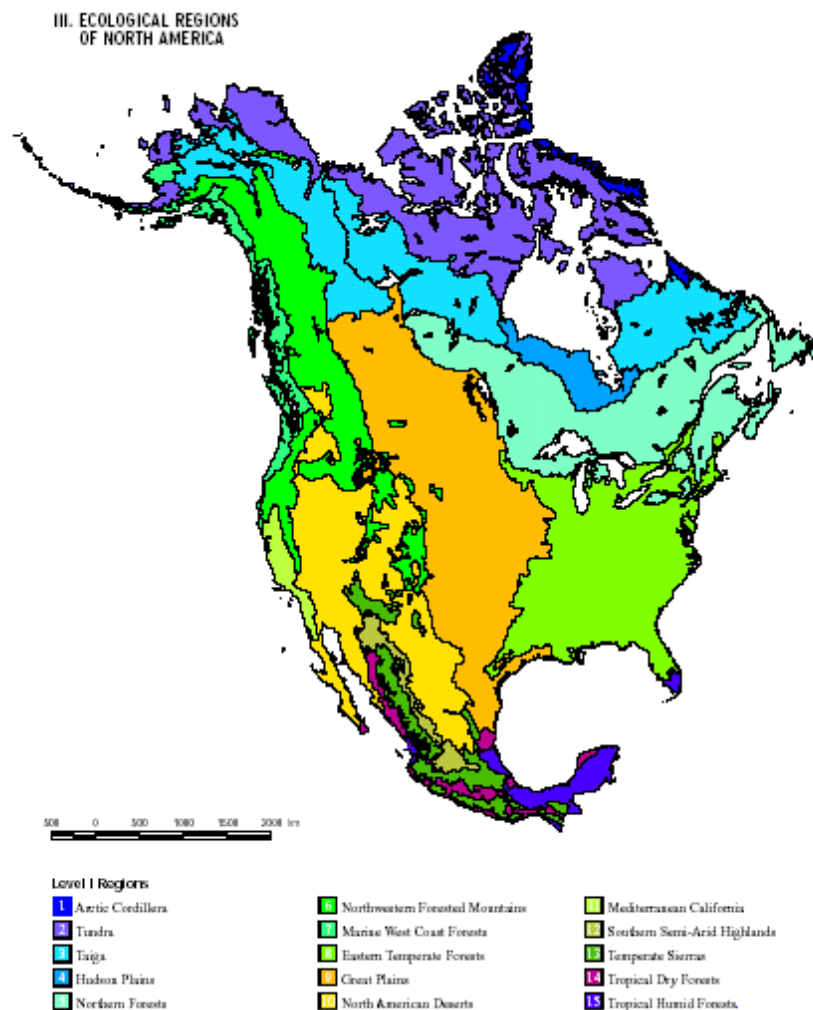 III. ECOLOGICAL REGIONS
OF NORTH AMERICA
500 0 500 1000 1500 2000 km
Level I Regions
1 Arctic Cordillera
2 Tundra
3 Taiga
4 Hudson Plains
5 Northern Forests
6 Northwestern Forested Mountains
7 Marine West Coast Forests
8 Eastern Temperate Forests
9 Great Plains
10 North American Deserts
11 Mediterranean California
12 Southern Semi-Arid Highlands
13 Temperate Sierras
14 Tropical Dry Forests
15 Tropical Humid Forests.